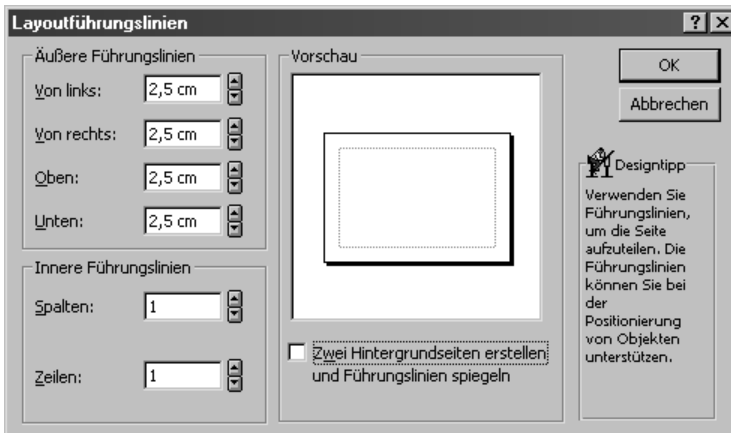 Layoutführungslinien
Äußere Führungslinien
Von links: 2,5 cm
Von rechts: 2,5 cm
Oben: 2,5 cm
Unten: 2,5 cm
Innere Führungslinien
Spalten: 1
Zeilen: 1
Vorschau
Zwei Hintergrundseiten erstellen
und Führungslinien spiegeln
OK
Abbrechen
Designtipp
Verwenden Sie
Führungslinien,
um die Seite
aufzuteilen. Die
Führungslinien
können Sie bei
der
Positionierung
von Objekten
unterstützen.